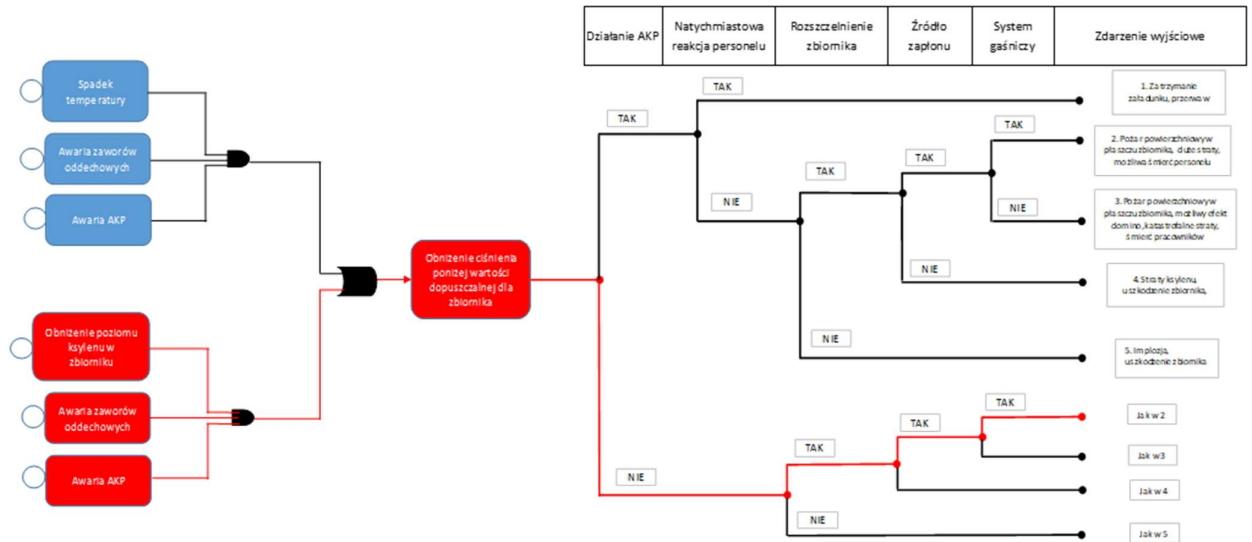 Działanie AKP
Natychmiastowa
reakcja personelu
Rozszczelnienie
zbiornika
Źródło
zapłonu
System
gaśniczy
Zdarzenie wyjściowe
Spadek
temperatury
Awaria zaworów
oddechowych
Awaria AKP
Obniżenie poziomu
ksylenu w
zbiorniku
Awaria zaworów
oddechowych
Awaria AKP
Obniżenie ciśnienia
poniżej wartości
dopuszczalnej dla
zbiornika
TAK
TAK
1. Zatrzymanie
załadunku, przerwa w
NIE
TAK
TAK
TAK
2. Pożar powierzchniowy w
płaszczu zbiornika, duże straty,
możliwa śmierć personelu
NIE
3. Pożar powierzchniowy w
płaszczu zbiornika, możliwy efekt
domino, katastrofalne straty,
śmierć pracowników
NIE
4. Straty ksylenu,
uszkodzenie zbiornika,
NIE
5. Implozja,
uszkodzenie zbiornika
NIE
TAK
TAK
TAK
Jak w 2
Jak w 3
Jak w 4
NIE
Jak w 5